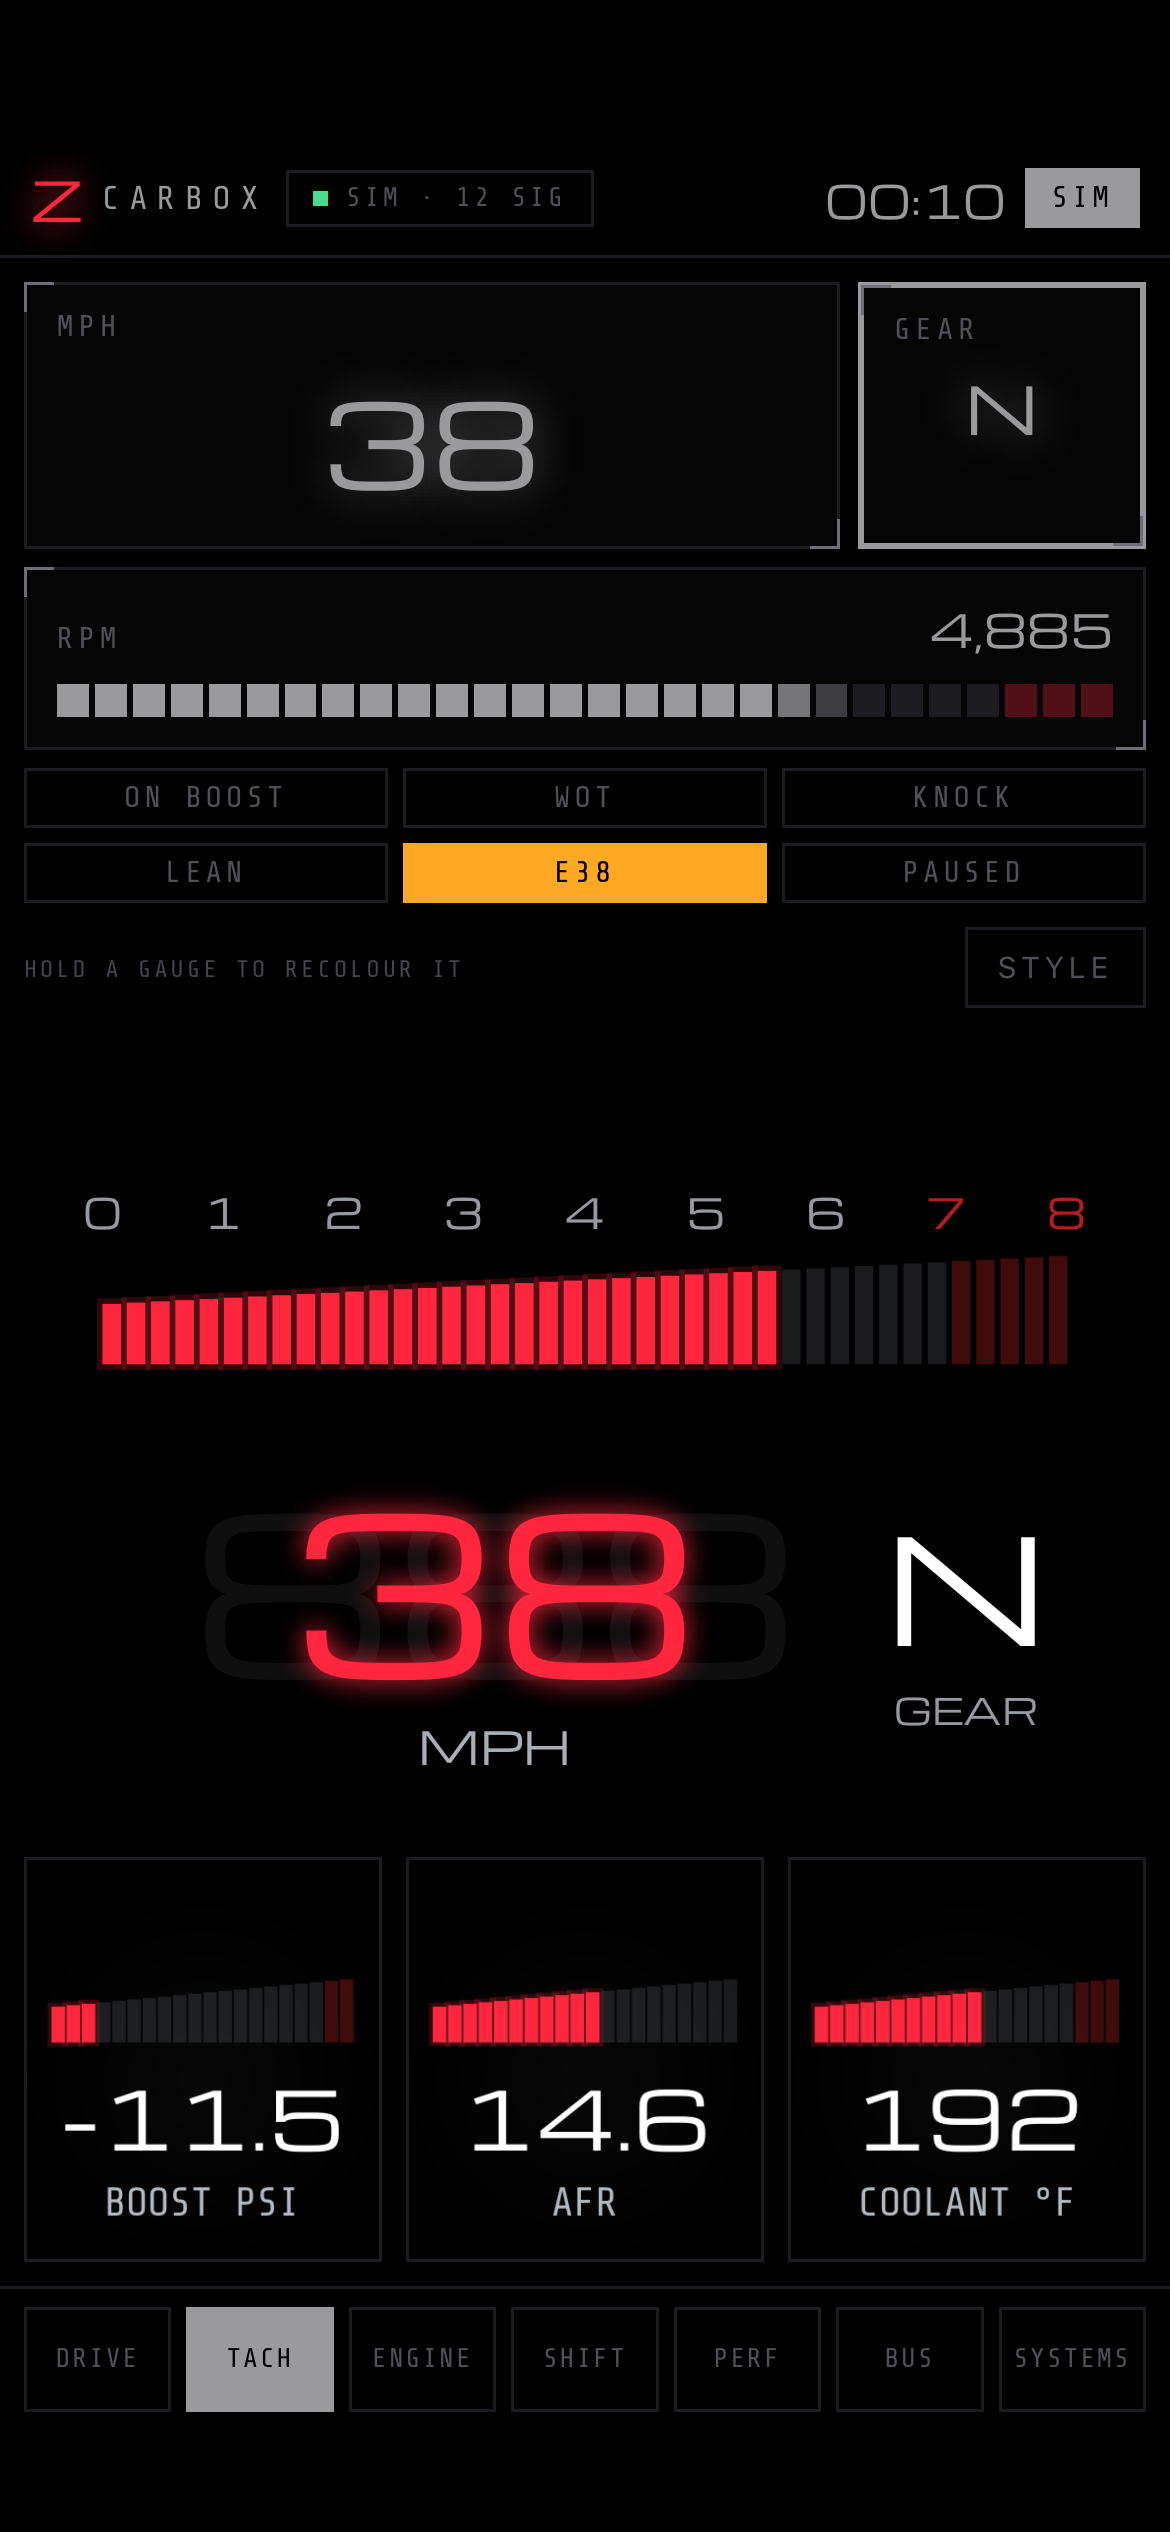 Z CARBOX SIM · 12 SIG 00:10 SIM
MPH
38
GEAR
N
RPM 4,885
ON BOOST WOT KNOCK
LEAN E38 PAUSED
HOLD A GAUGE TO RECOLOUR IT STYLE
0 1 2 3 4 5 6 7 8
38 N
MPH GEAR
-11.5 14.6 192
BOOST PSI AFR COOLANT °F
DRIVE TACH ENGINE SHIFT PERF BUS SYSTEMS